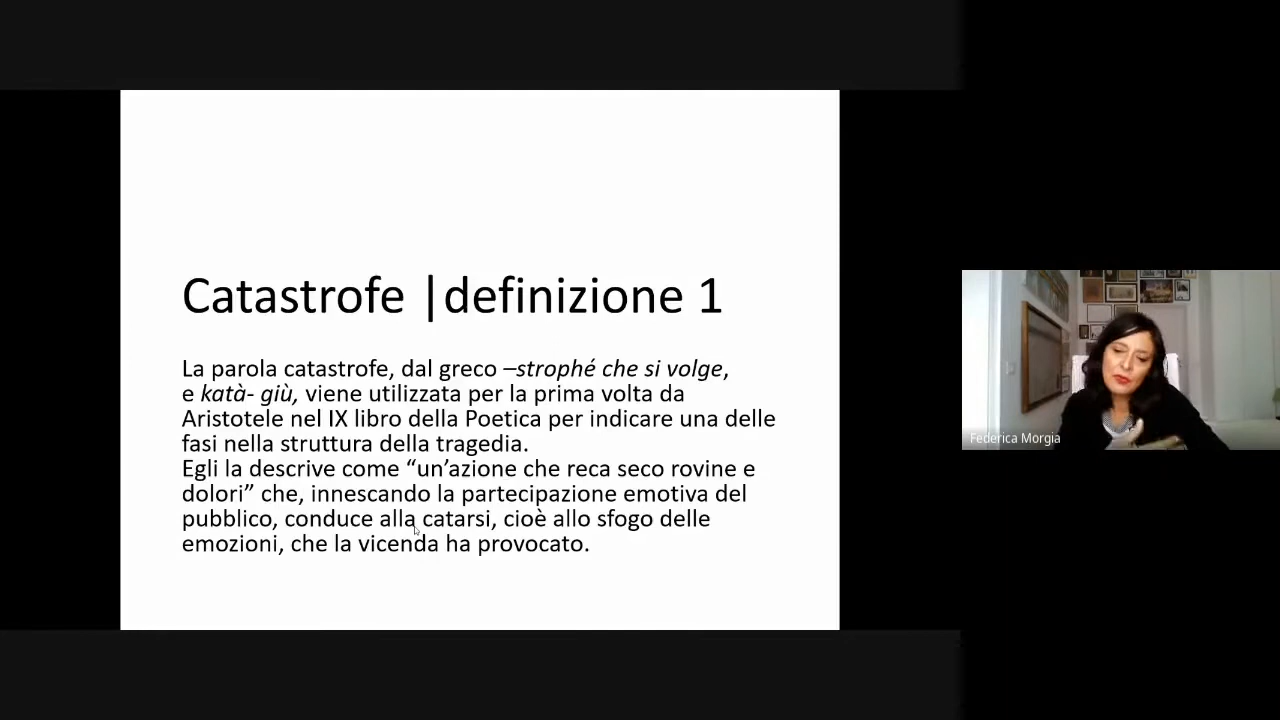 Catastrofe |definizione 1
La parola catastrofe, dal greco –strophé che si volge,
e katà- giù, viene utilizzata per la prima volta da
Aristotele nel IX libro della Poetica per indicare una delle
fasi nella struttura della tragedia.
Egli la descrive come “un’azione che reca seco rovine e
dolori” che, innescando la partecipazione emotiva del
pubblico, conduce alla catarsi, cioè allo sfogo delle
emozioni, che la vicenda ha provocato.
Federica Morgia